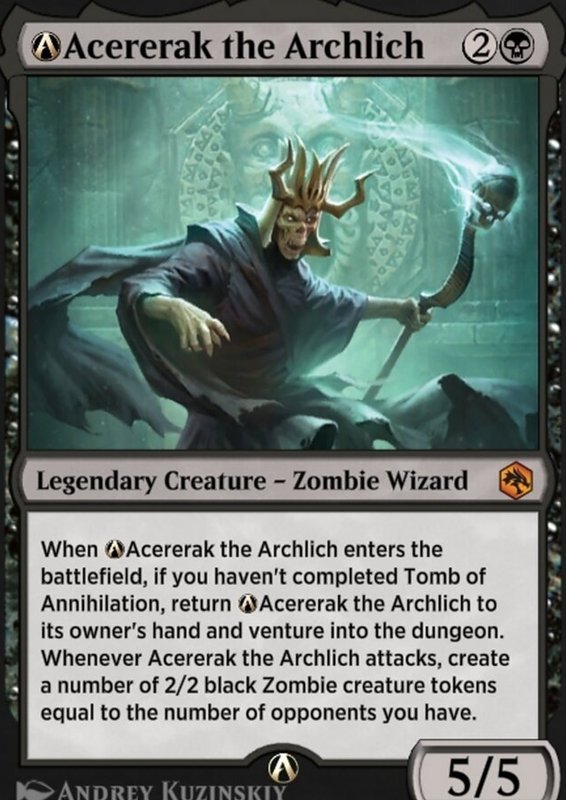 Acererak the Archlich 2
Legendary Creature – Zombie Wizard
When Acererak the Archlich enters the
battlefield, if you haven't completed Tomb of
Annihilation, return Acererak the Archlich to
its owner's hand and venture into the dungeon.
Whenever Acererak the Archlich attacks, create
a number of 2/2 black Zombie creature tokens
equal to the number of opponents you have.
Andrey Kuzinskiy
5/5